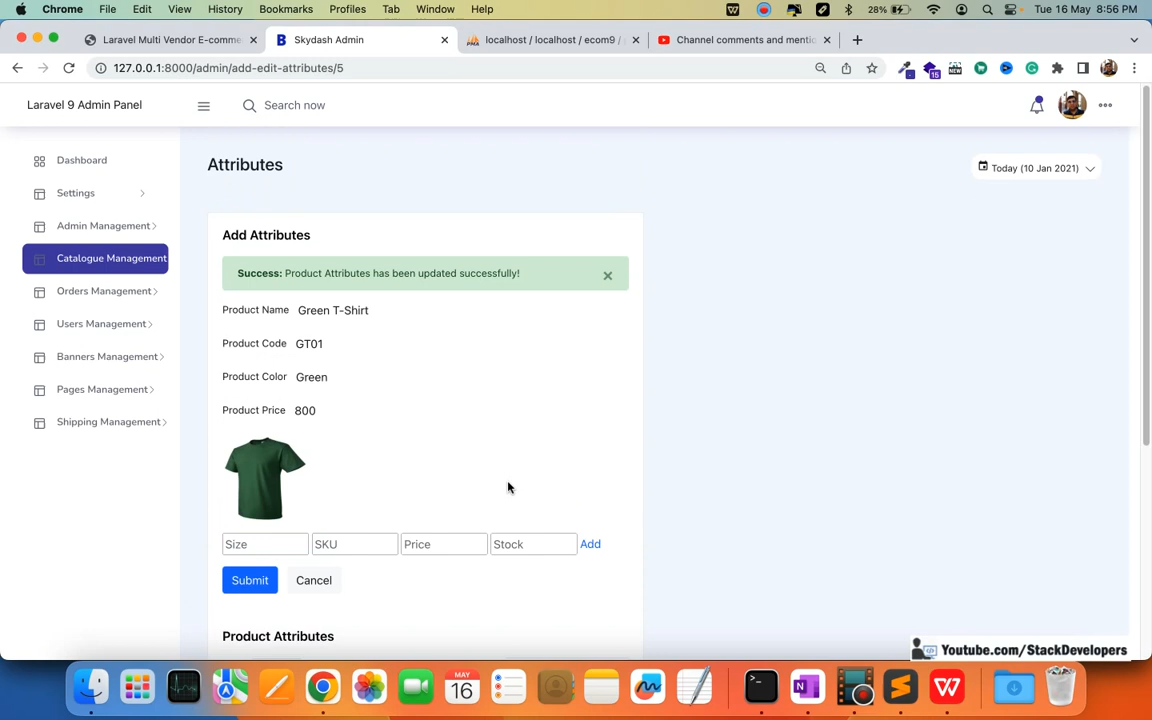 Chrome File Edit View History Bookmarks Profiles Tab Window Help 28% Tue 16 May 8:56 PM
Laravel Multi Vendor E-comme Skydash Admin localhost / localhost / ecom9 / Channel comments and mentio
127.0.0.1:8000/admin/add-edit-attributes/5
Laravel 9 Admin Panel Search now
Dashboard
Settings
Admin Management
Catalogue Management
Orders Management
Users Management
Banners Management
Pages Management
Shipping Management
Attributes
Today (10 Jan 2021)
Add Attributes
Success: Product Attributes has been updated successfully!
Product Name Green T-Shirt
Product Code GT01
Product Color Green
Product Price 800
Size SKU Price Stock Add
Submit Cancel
Product Attributes
Youtube.com/StackDevelopers
MAY
16